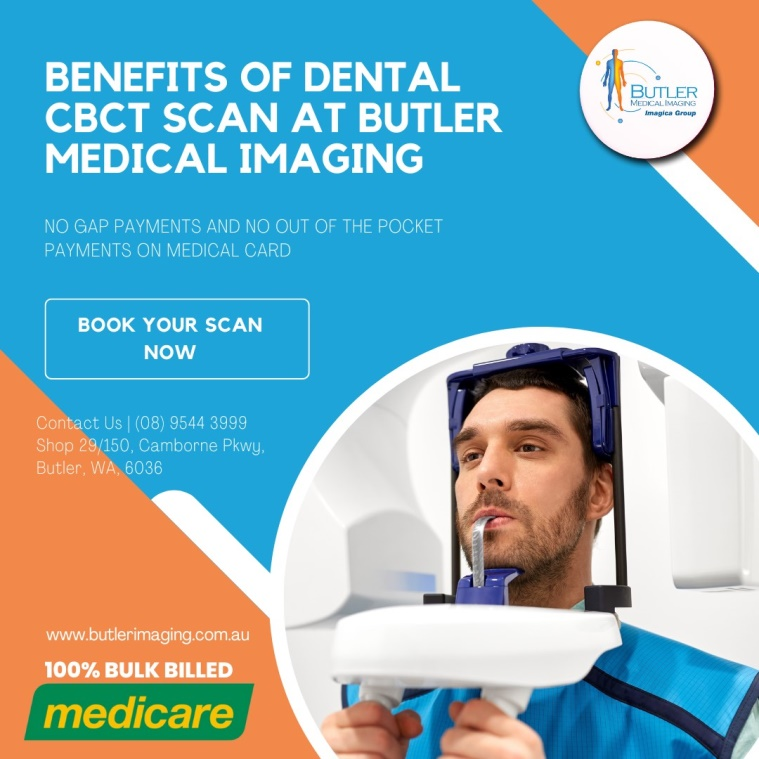 BENEFITS OF DENTAL
CBCT SCAN AT BUTLER
MEDICAL IMAGING
BUTLER
MEDICAL IMAGING
Imagica Group
NO GAP PAYMENTS AND NO OUT OF THE POCKET
PAYMENTS ON MEDICAL CARD
BOOK YOUR SCAN
NOW
Contact Us | (08) 9544 3999
Shop 29/150, Camborne Pkwy,
Butler, WA, 6036
www.butlerimaging.com.au
100% BULK BILLED
medicare